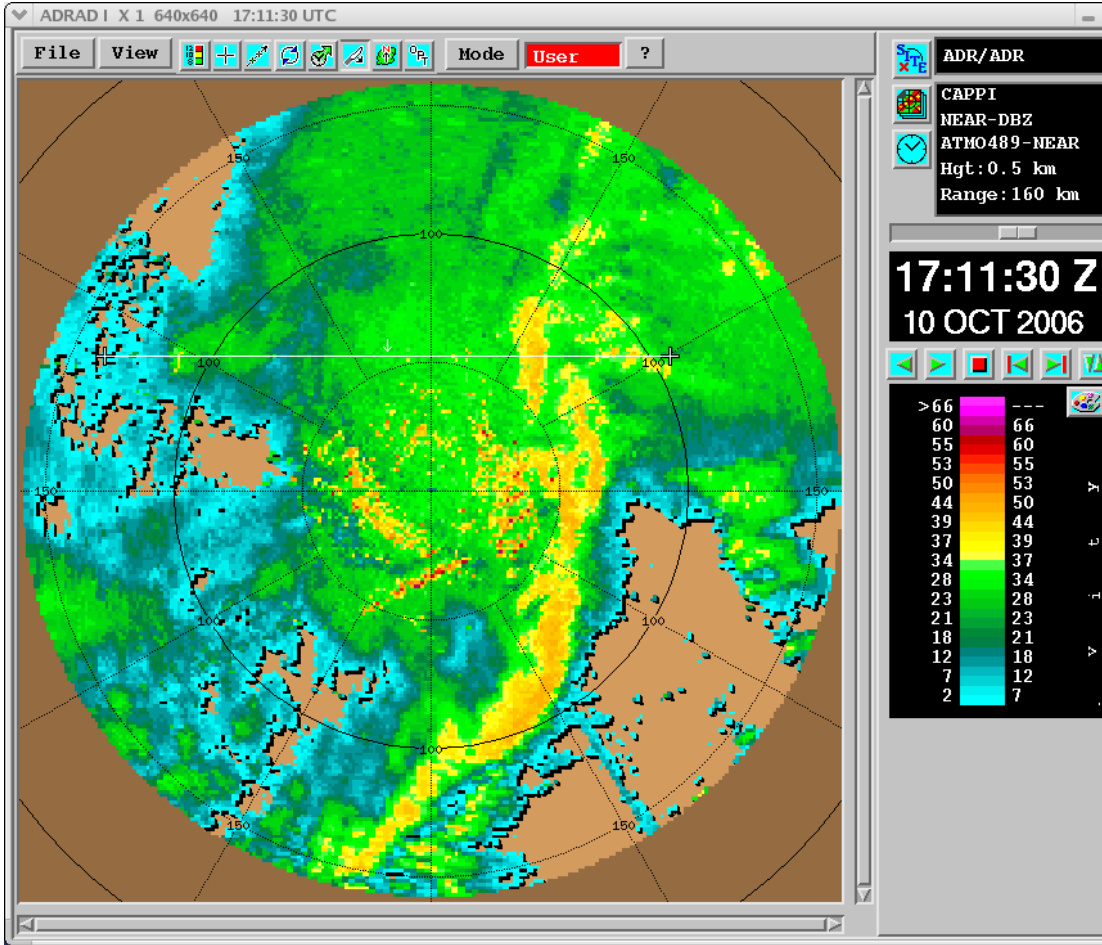 ADRAD I X 1 640x640 17:11:30 UTC
File View Mode User ?
ADR/ADR
CAPPI
NEAR-DBZ
ATMO489-NEAR
Hgt:0.5 km
Range:160 km
17:11:30 Z
10 OCT 2006
>66 ---
60 66
55 60
53 55
50 53
44 50
39 44
37 39
34 37
28 34
23 28
21 23
18 21
12 18
7 12
2 7
150 150
100
100 100
150 150
100 100
100
150 150